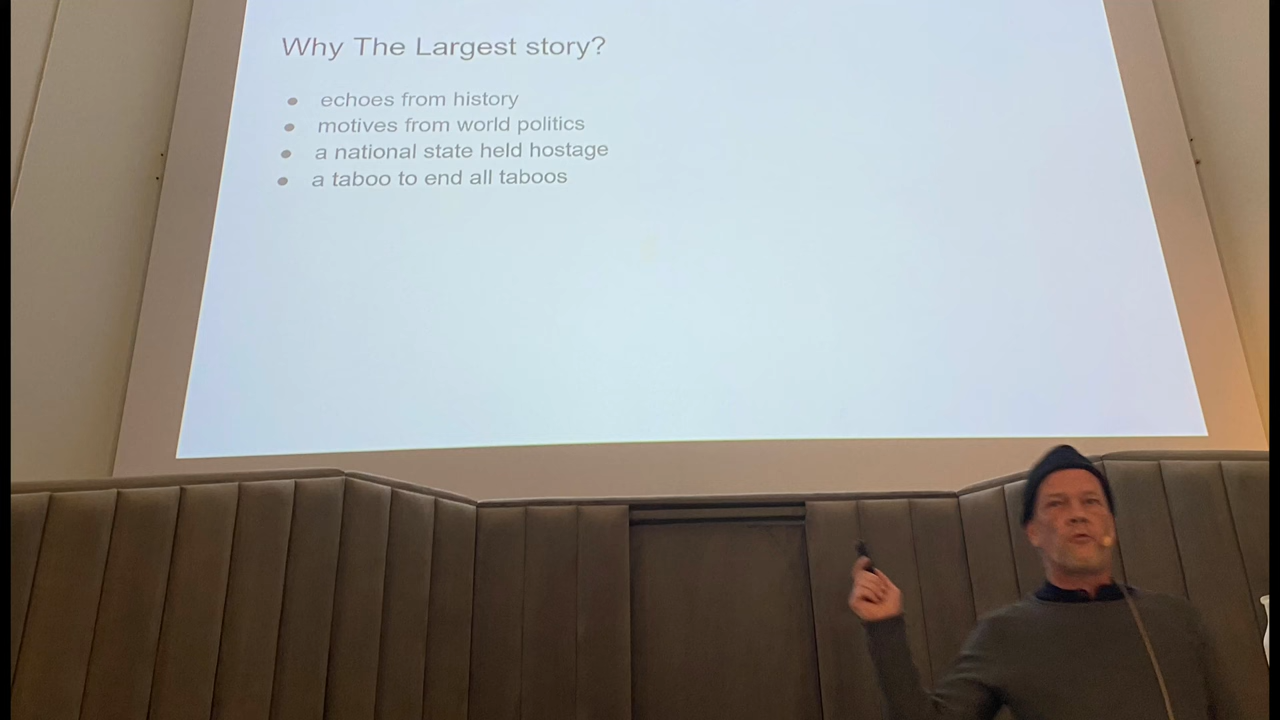 Why The Largest story?
● echoes from history
● motives from world politics
● a national state held hostage
● a taboo to end all taboos